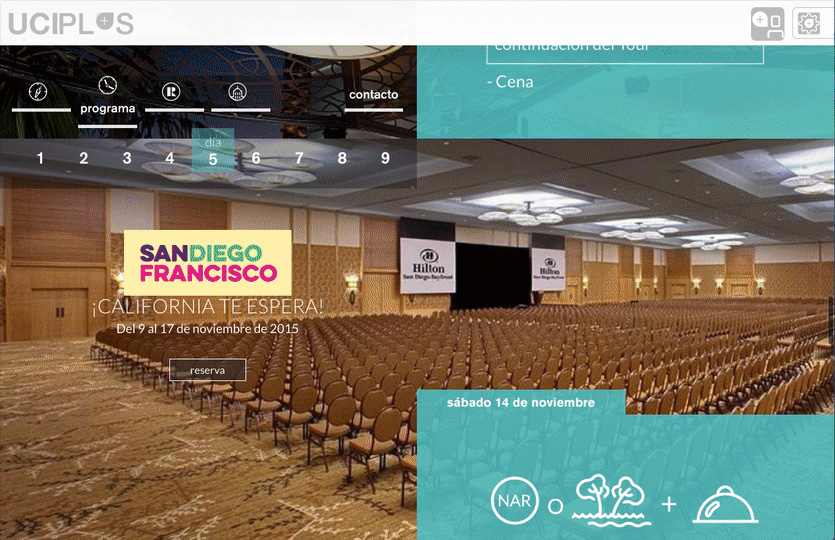 UCIPLUS
continuación del Tour
- Cena
programa
contacto
día
1 2 3 4 5 6 7 8 9
SANDIEGO
FRANCISCO
¡CALIFORNIA TE ESPERA!
Del 9 al 17 de noviembre de 2015
reserva
Hilton
San Diego Bayfront
Hilton
San Diego Bayfront
sábado 14 de noviembre
NAR O +